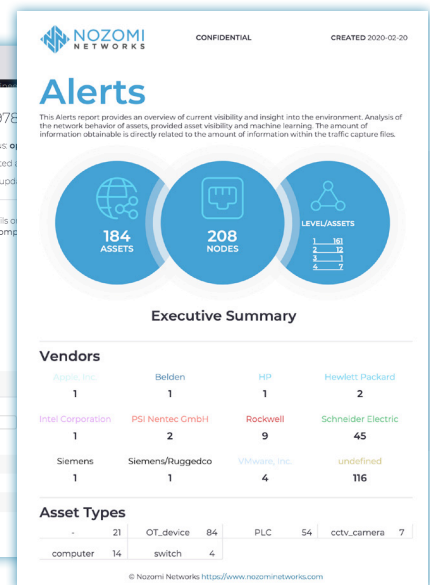 NOZOMI
NETWORKS
CONFIDENTIAL
CREATED 2020-02-20
Alerts
This Alerts report provides an overview of current visibility and insight into the environment. Analysis of
the network behavior of assets, provided asset visibility and machine learning. The amount of
information obtainable is directly related to the amount of information within the traffic capture files.
184
ASSETS
208
NODES
LEVEL/ASSETS
1 161
2 12
3 1
4 7
Executive Summary
Vendors
Apple, Inc. Belden HP Hewlett Packard
1 1 1 2
Intel Corporation PSI Nentec GmbH Rockwell Schneider Electric
1 2 9 45
Siemens Siemens/Ruggedco VMware, Inc. undefined
1 1 4 116
Asset Types
- 21 OT_device 84 PLC 54 cctv_camera 7
computer 14 switch 4
© Nozomi Networks https://www.nozominetworks.com